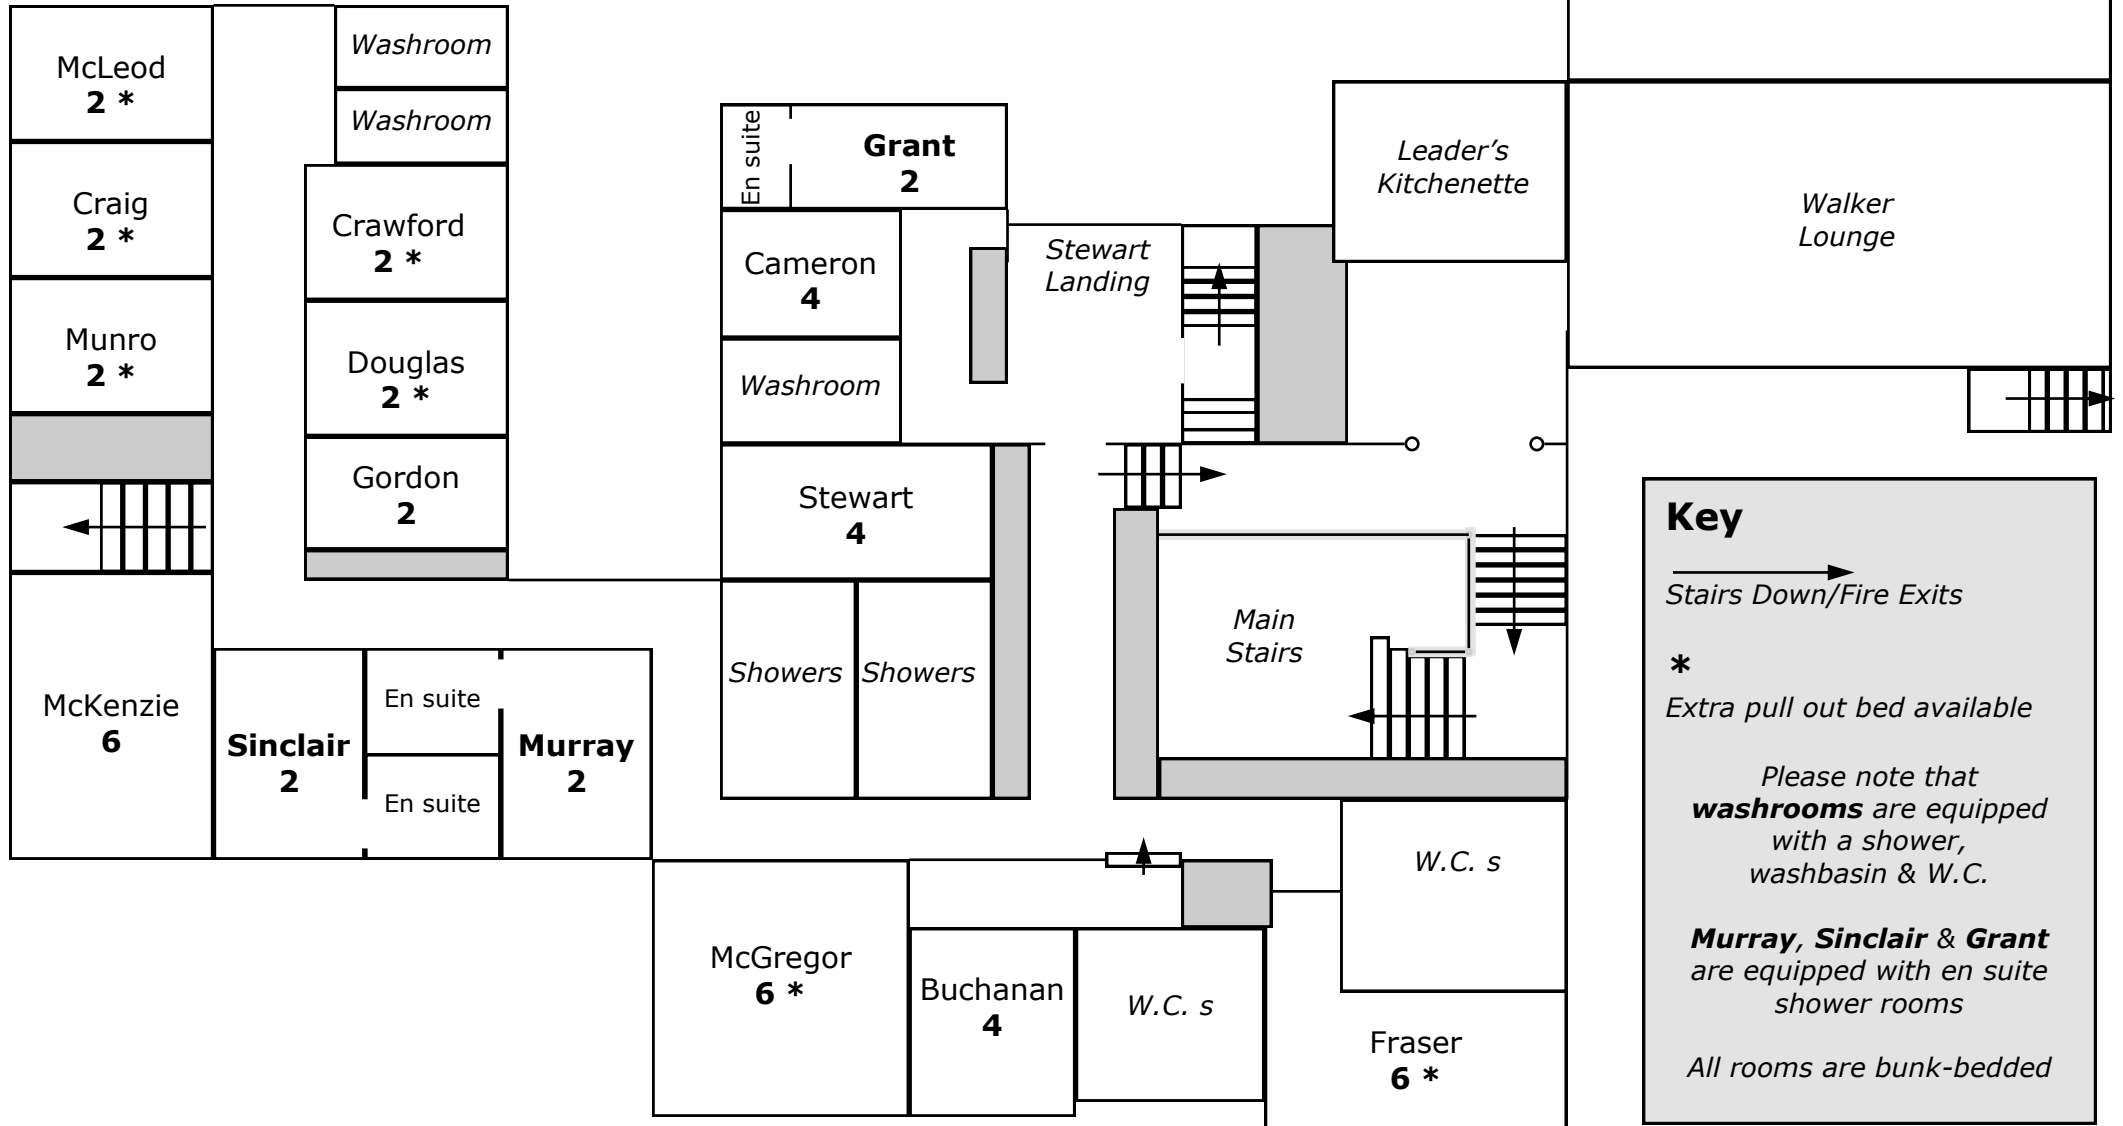 McLeod
2 *
Craig
2 *
Munro
2 *
McKenzie
6
Washroom
Washroom
Crawford
2 *
Douglas
2 *
Gordon
2
Sinclair
2
En suite
En suite
Murray
2
En suite
Grant
2
Cameron
4
Washroom
Stewart
4
Showers
Showers
Stewart
Landing
Main
Stairs
Leader’s
Kitchenette
Walker
Lounge
McGregor
6 *
Buchanan
4
W.C. s
W.C. s
Fraser
6 *
Key
Stairs Down/Fire Exits
*
Extra pull out bed available
Please note that
washrooms are equipped
with a shower,
washbasin & W.C.
Murray, Sinclair & Grant
are equipped with en suite
shower rooms
All rooms are bunk-bedded